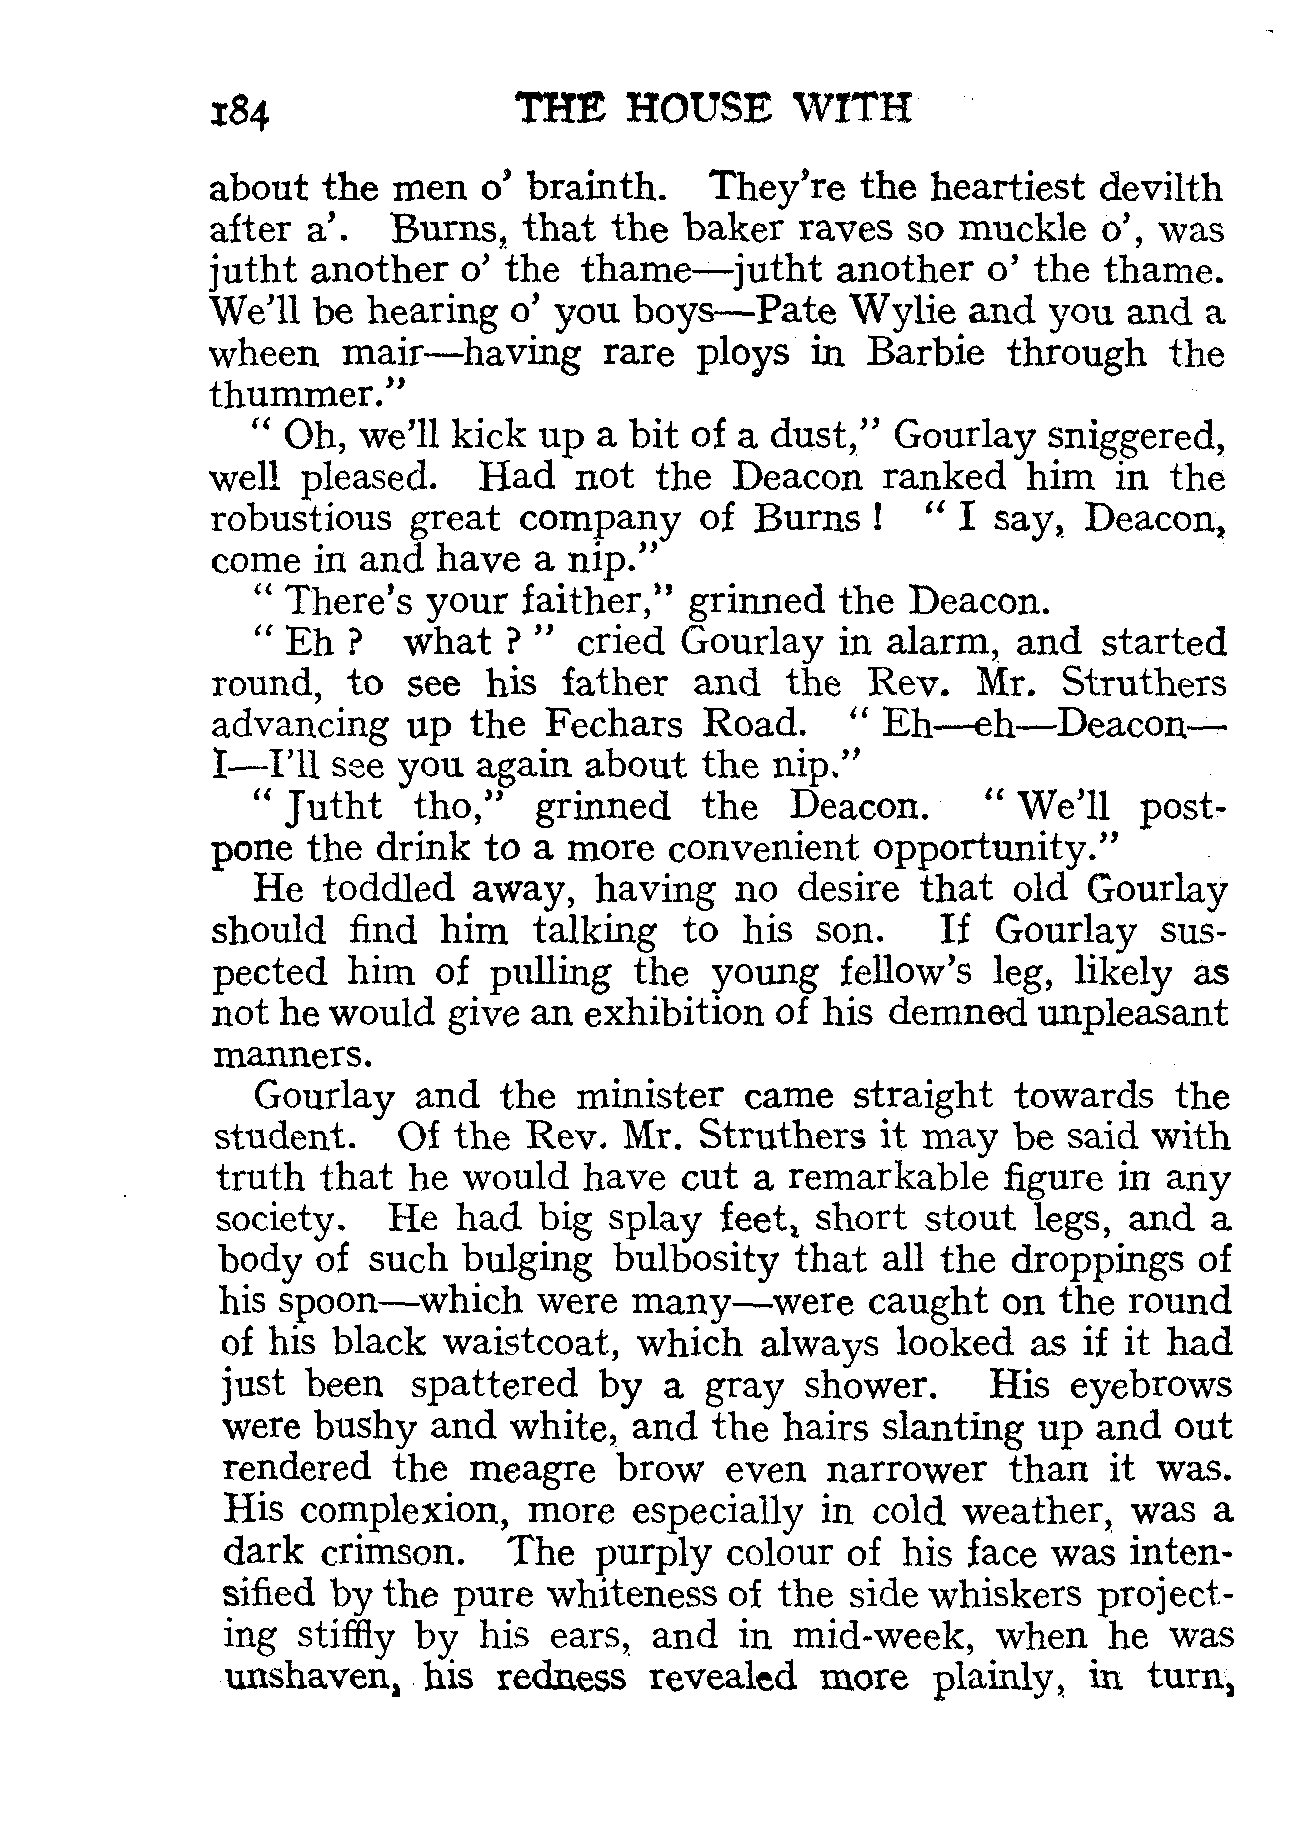 184 THE HOUSE WITH
about the men o' brainth. They're the heartiest devilth
after a'. Burns, that the baker raves so muckle o', was
jutht another o' the thame—jutht another o' the thame.
We'll be hearing o' you boys—Pate Wylie and you and a
wheen mair—having rare ploys in Barbie through the
thummer."
" Oh, we'll kick up a bit of a dust," Gourlay sniggered,
well pleased. Had not the Deacon ranked him in the
robustious great company of Burns ! " I say, Deacon,
come in and have a nip."
" There's your faither," grinned the Deacon.
" Eh ? what ? " cried Gourlay in alarm, and started
round, to see his father and the Rev. Mr. Struthers
advancing up the Fechars Road. " Eh—eh—Deacon—
I—I'll see you again about the nip."
" Jutht tho," grinned the Deacon. " We'll post-
pone the drink to a more convenient opportunity."
He toddled away, having no desire that old Gourlay
should find him talking to his son. If Gourlay sus-
pected him of pulling the young fellow's leg, likely as
not he would give an exhibition of his demned unpleasant
manners.
Gourlay and the minister came straight towards the
student. Of the Rev. Mr. Struthers it may be said with
truth that he would have cut a remarkable figure in any
society. He had big splay feet, short stout legs, and a
body of such bulging bulbosity that all the droppings of
his spoon—which were many—were caught on the round
of his black waistcoat, which always looked as if it had
just been spattered by a gray shower. His eyebrows
were bushy and white, and the hairs slanting up and out
rendered the meagre brow even narrower than it was.
His complexion, more especially in cold weather, was a
dark crimson. The purply colour of his face was inten-
sified by the pure whiteness of the side whiskers project-
ing stiffly by his ears, and in mid-week, when he was
unshaven, his redness revealed more plainly, in turn,